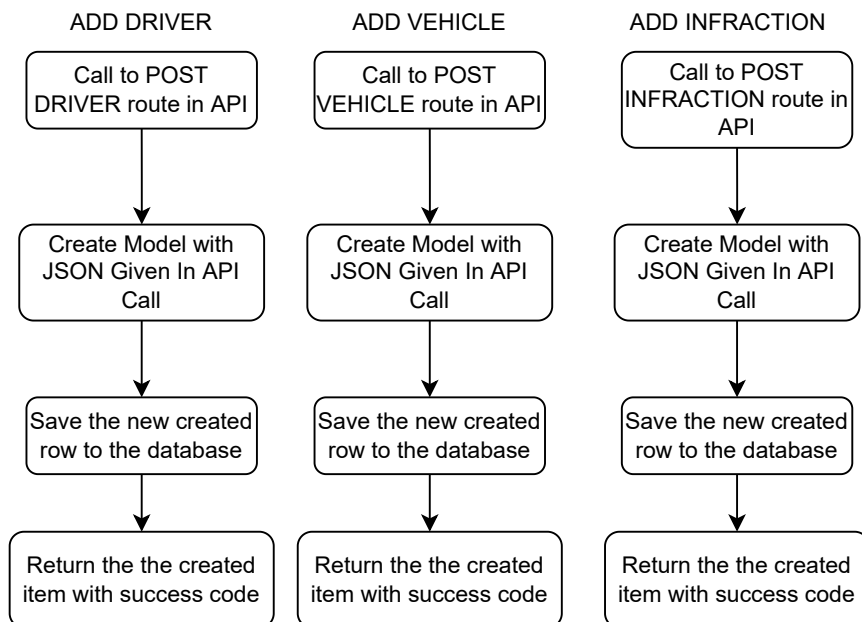 ADD DRIVER
Call to POST
DRIVER route in API
Create Model with
JSON Given In API
Call
Save the new created
row to the database
Return the the created
item with success code
ADD VEHICLE
Call to POST
VEHICLE route in API
Create Model with
JSON Given In API
Call
Save the new created
row to the database
Return the the created
item with success code
ADD INFRACTION
Call to POST
INFRACTION route in
API
Create Model with
JSON Given In API
Call
Save the new created
row to the database
Return the the created
item with success code